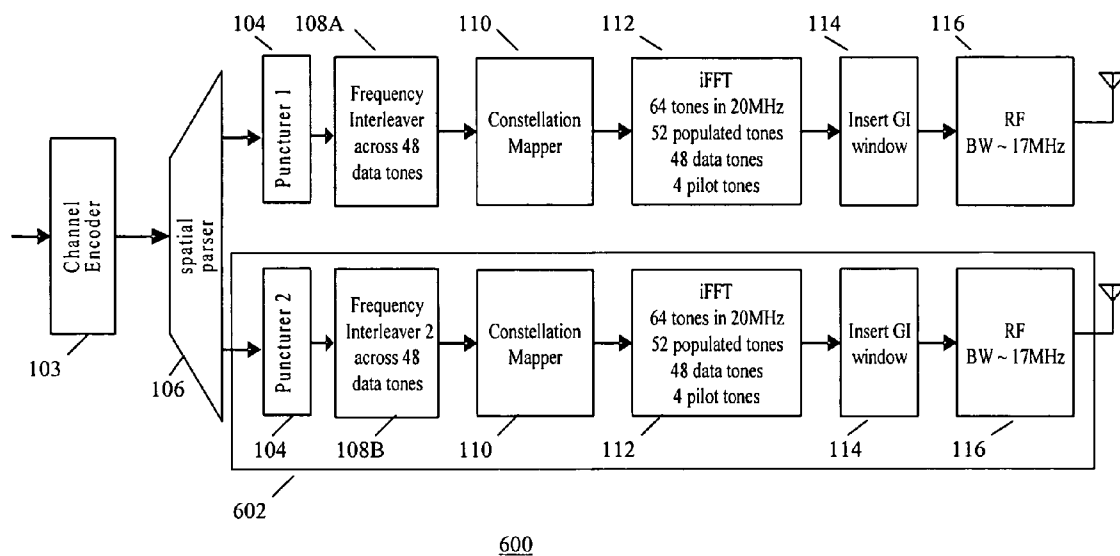 104
108A
110
112
114
116
Channel
Encoder
103
spatial
parser
106
Puncturer 1
Frequency
Interleaver
across 48
data tones
Constellation
Mapper
iFFT
64 tones in 20MHz
52 populated tones
48 data tones
4 pilot tones
Insert GI
window
RF
BW ~ 17MHz
Puncturer 2
Frequency
Interleaver 2
across 48
data tones
Constellation
Mapper
iFFT
64 tones in 20MHz
52 populated tones
48 data tones
4 pilot tones
Insert GI
window
RF
BW ~ 17MHz
104
108B
110
112
114
116
602
600